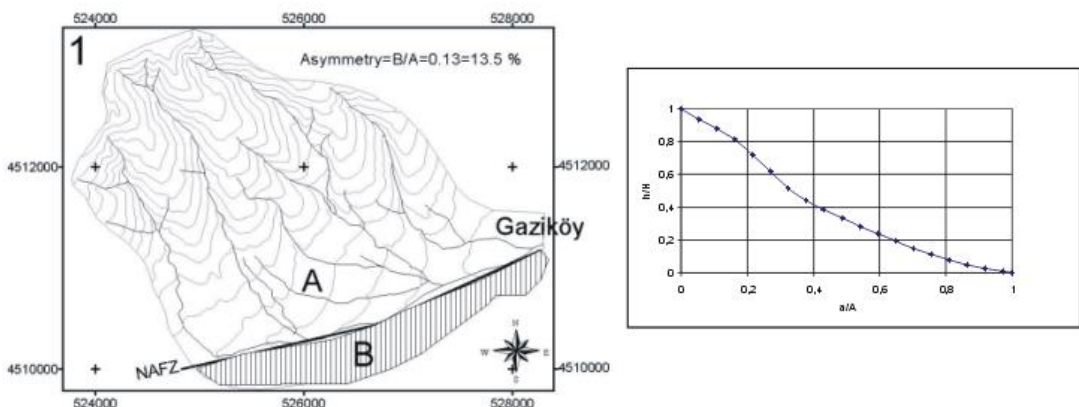 524000 526000 528000
1
Asymmetry=B/A=0.13=13.5 %
4512000 4512000
Gaziköy
A
B
NAFZ
N
W E
S
4510000 4510000
524000 526000 528000
1
0,8
0,6
0,4
0,2
0
h/H
0 0,2 0,4 0,6 0,8 1
a/A